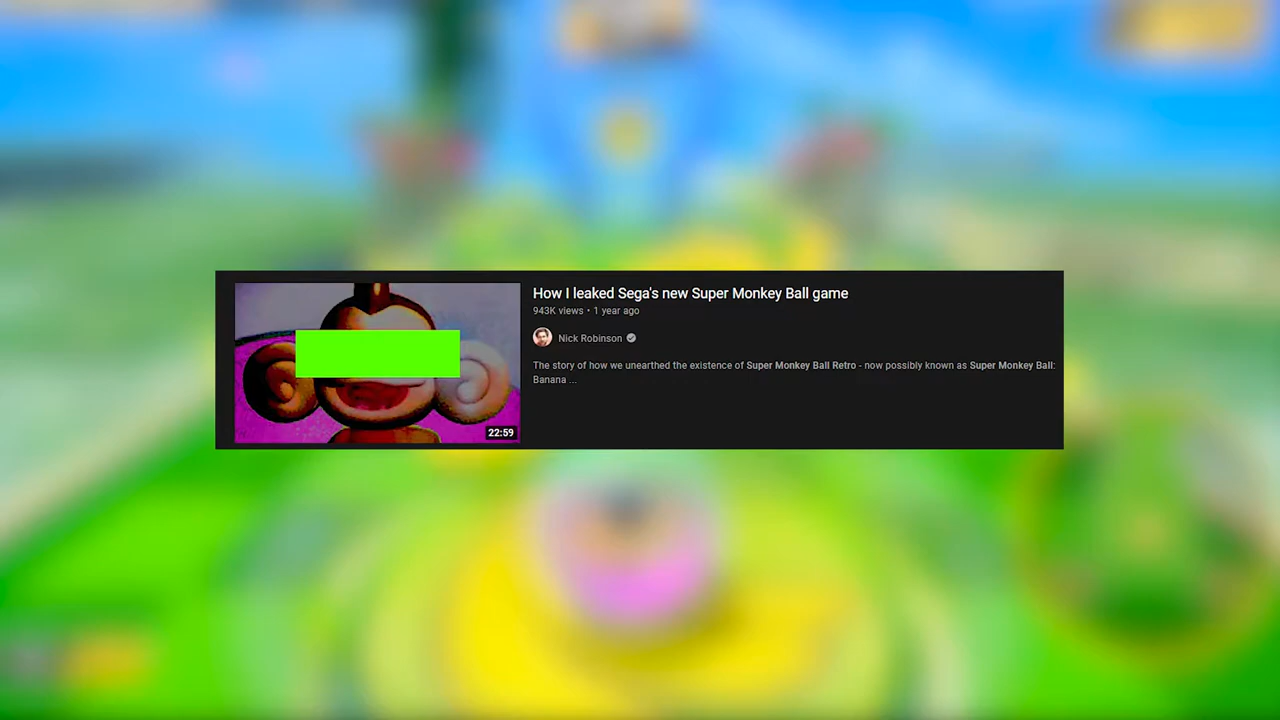 How I leaked Sega's new Super Monkey Ball game
943K views • 1 year ago
Nick Robinson
The story of how we unearthed the existence of Super Monkey Ball Retro - now possibly known as Super Monkey Ball:
Banana ...
22:59